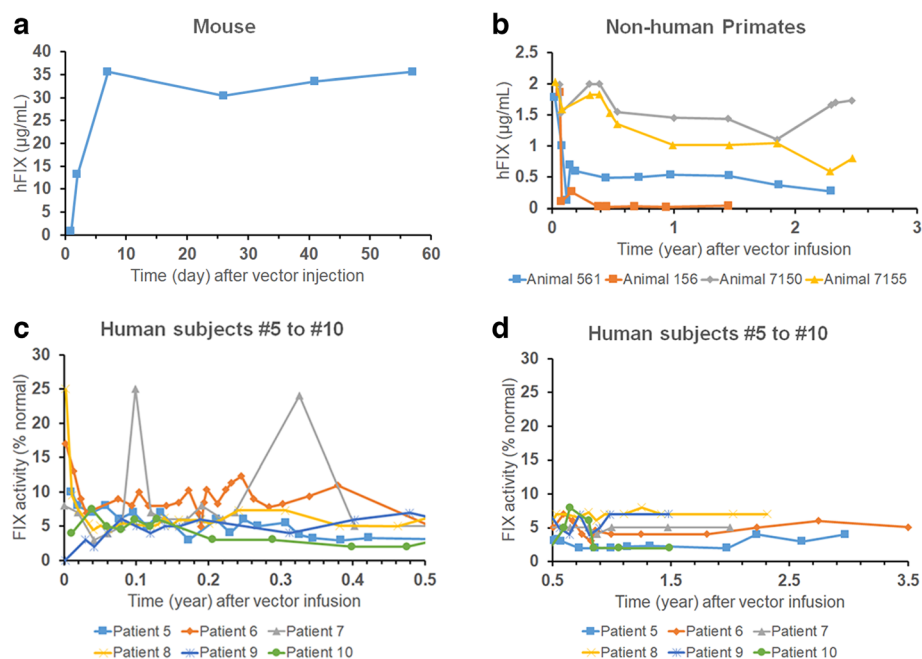 a
Mouse
hFIX (µg/mL)
40
35
30
25
20
15
10
5
0
0 10 20 30 40 50 60
Time (day) after vector injection
b
Non-human Primates
hFIX (µg/mL)
2.5
2
1.5
1
0.5
0
0 1 2 3
Time (year) after vector infusion
Animal 561 Animal 156 Animal 7150 Animal 7155
c
Human subjects #5 to #10
FIX activity (% normal)
30
25
20
15
10
5
0
0 0.1 0.2 0.3 0.4 0.5
Time (year) after vector infusion
Patient 5 Patient 6 Patient 7
Patient 8 Patient 9 Patient 10
d
Human subjects #5 to #10
FIX activity (% normal)
30
25
20
15
10
5
0
0.5 1.5 2.5 3.5
Time (year) after vector infusion
Patient 5 Patient 6 Patient 7
Patient 8 Patient 9 Patient 10